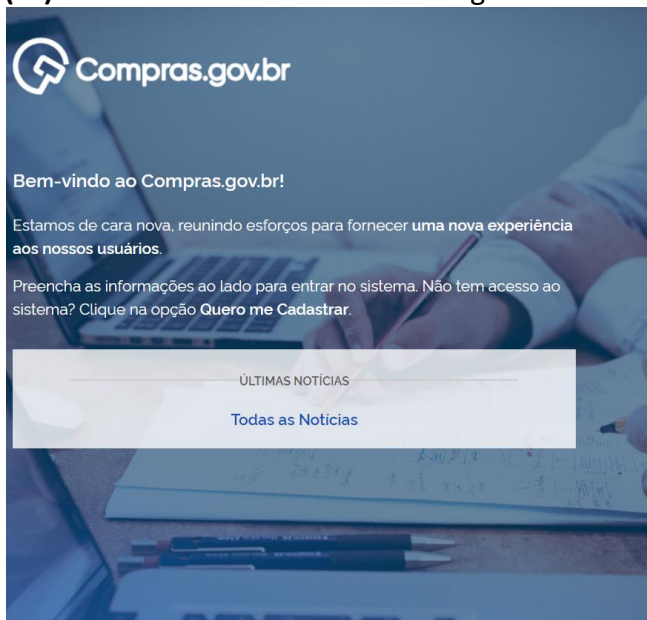 Compras.gov.br
Bem-vindo ao Compras.gov.br!
Estamos de cara nova, reunindo esforços para fornecer uma nova experiência
aos nossos usuários.
Preencha as informações ao lado para entrar no sistema. Não tem acesso ao
sistema? Clique na opção Quero me Cadastrar.
ÚLTIMAS NOTÍCIAS
Todas as Notícias